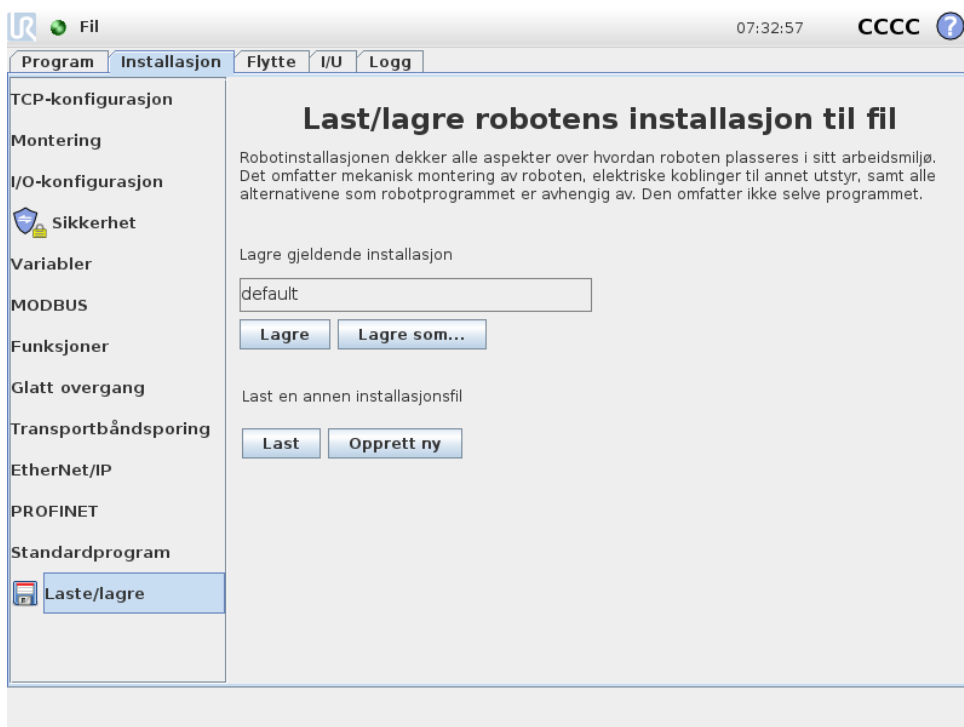 UR Fil 07:32:57 CCCC ?
Program Installasjon Flytte I/U Logg
TCP-konfigurasjon
Montering
I/O-konfigurasjon
Sikkerhet
Variabler
MODBUS
Funksjoner
Glatt overgang
Transportbåndsporing
EtherNet/IP
PROFINET
Standardprogram
Laste/lagre
Last/lagre robotens installasjon til fil
Robotinstallasjonen dekker alle aspekter over hvordan roboten plasseres i sitt arbeidsmiljø.
Det omfatter mekanisk montering av roboten, elektriske koblinger til annet utstyr, samt alle
alternativene som robotprogrammet er avhengig av. Den omfatter ikke selve programmet.
Lagre gjeldende installasjon
default
Lagre Lagre som...
Last en annen installasjonsfil
Last Opprett ny